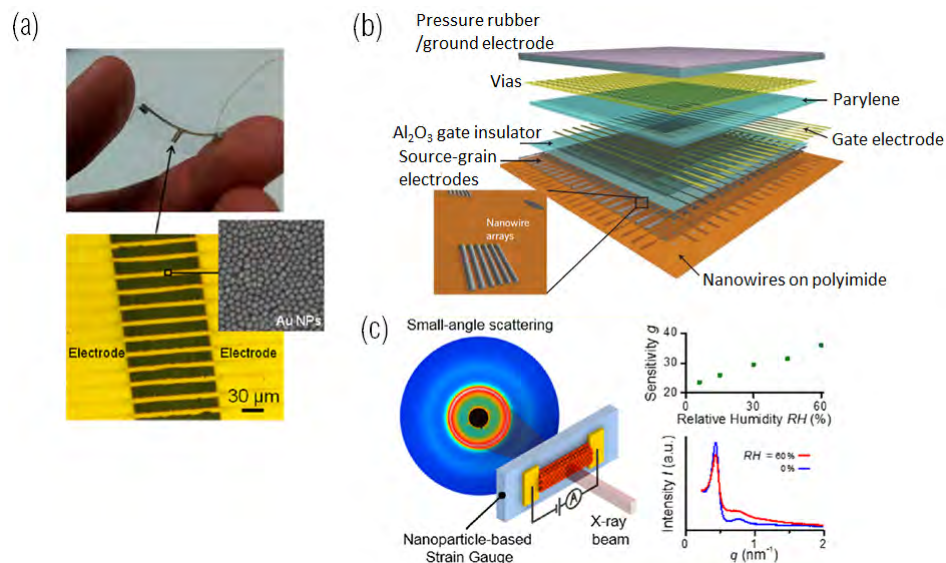 (a)
Au NPs
Electrode
Electrode
30 µm
(b)
Pressure rubber
/ground electrode
Vias
Parylene
Al₂O₃ gate insulator
Gate electrode
Source-grain
electrodes
Nanowire
arrays
Nanowires on polyimide
(c)
Small-angle scattering
A
Nanoparticle-based
Strain Gauge
X-ray
beam
Sensitivity g
40
30
20
0
30
60
Relative Humidity RH (%)
Intensity I (a.u.)
RH = 60%
0%
0
1
2
q (nm⁻¹)